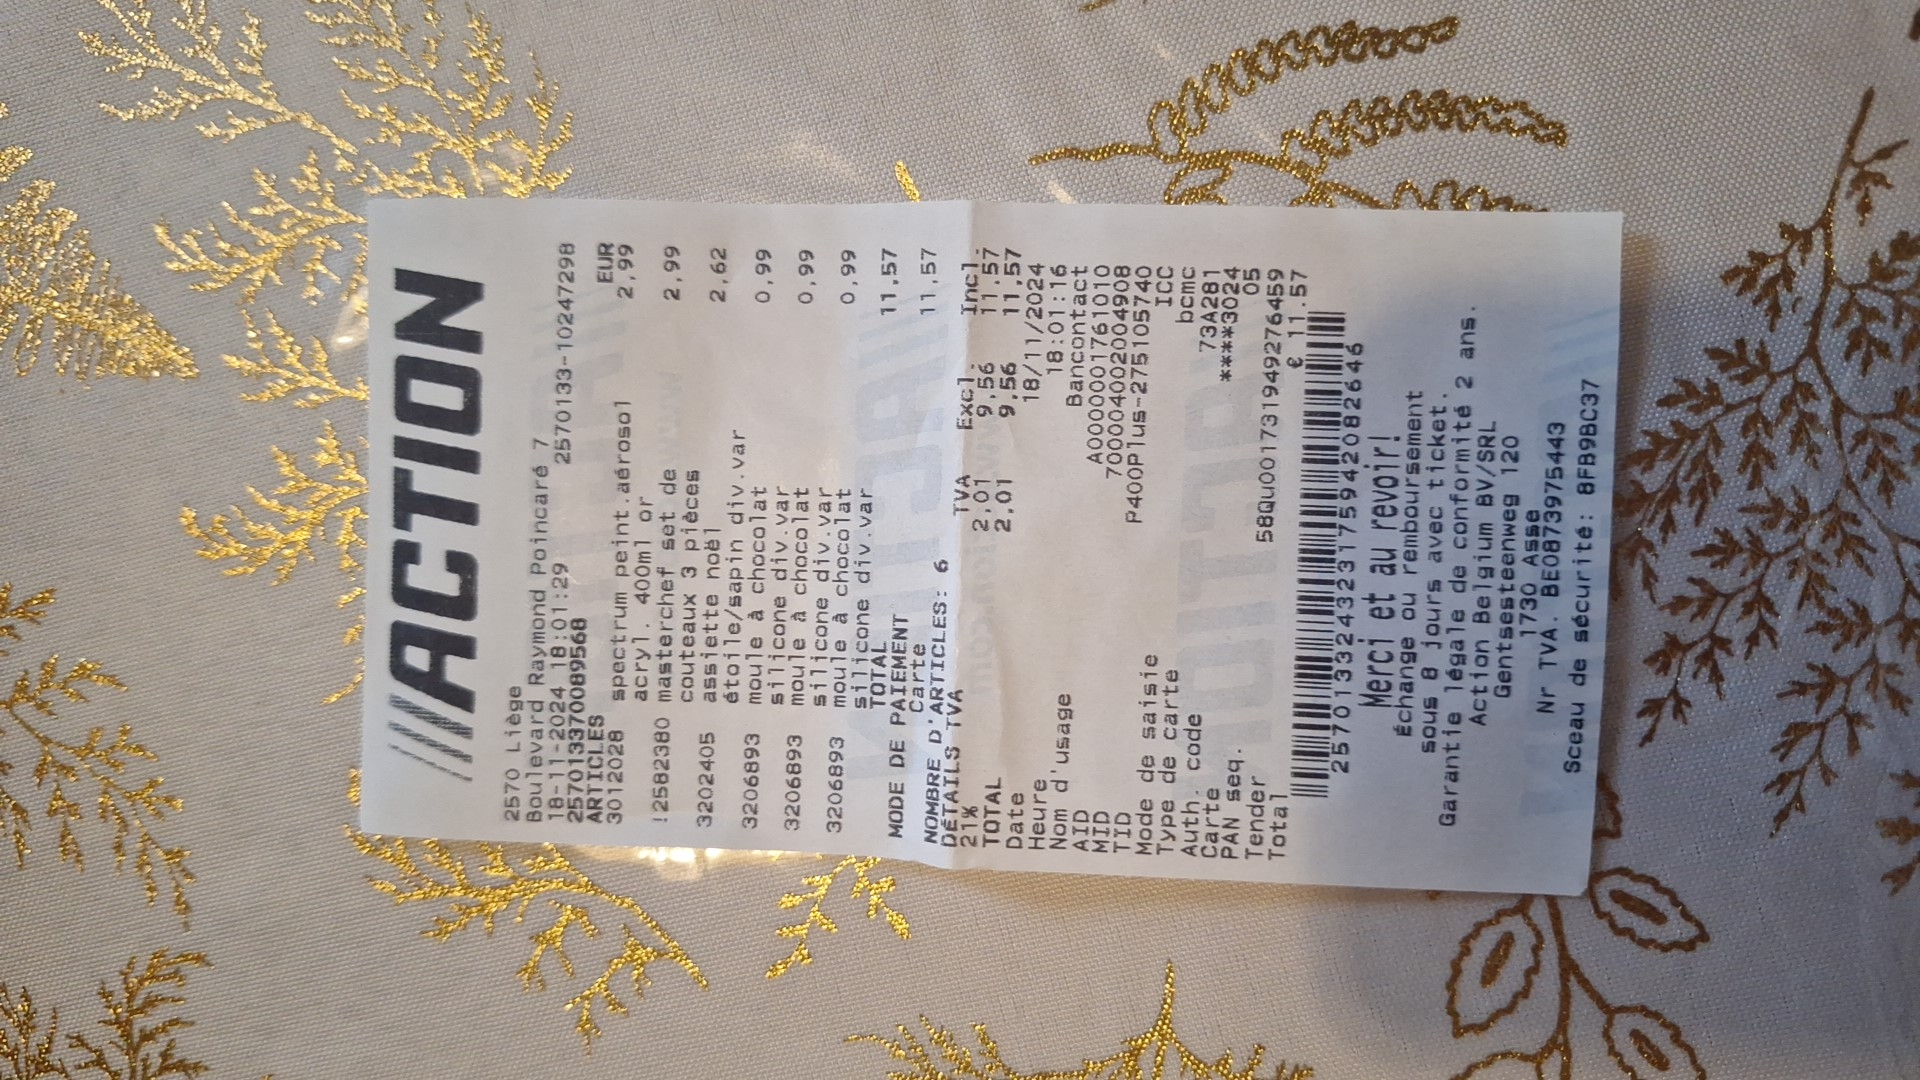 ACTION
2570 Liège
Boulevard Raymond Poincaré 7
18-11-2024 18:01:29 2570133-10247298
2570133700089568
ARTICLES EUR
3012028 spectrum peint.aérosol 2,99
acryl. 400ml or
!2582380 masterchef set de 2,99
couteaux 3 pièces
3202405 assiette noël 2,62
étoile/sapin div.var
3206893 moule à chocolat 0,99
silicone div.var
3206893 moule à chocolat 0,99
silicone div.var
3206893 moule à chocolat 0,99
silicone div.var
TOTAL 11,57
MODE DE PAIEMENT
Carte 11,57
NOMBRE D'ARTICLES: 6
DÉTAILS TVA TVA Excl. Incl.
21% 2,01 9,56 11,57
TOTAL 2,01 9,56 11,57
Date 18/11/2024
Heure 18:01:16
Nom d'usage Bancontact
AID A0000001761010
MID 700004002004908
TID P400Plus-275105740
Mode de saisie ICC
Type de carte bcmc
Auth. code 73A281
Carte ****3024
PAN seq. 05
Tender 58QU001731949276459
Total € 11.57
257013324323175942082646
Merci et au revoir!
Échange ou remboursement
sous 8 jours avec ticket.
Garantie légale de conformité 2 ans.
Action Belgium BV/SRL
Gentsesteenweg 120
1730 Asse
Nr TVA. BE0873975443
Sceau de sécurité: 8FB9BC37